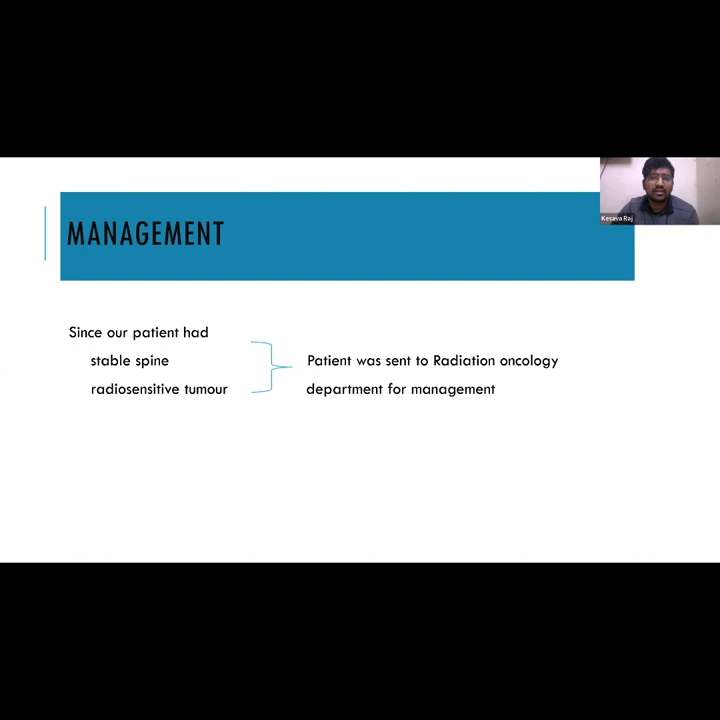 Kesava Raj
MANAGEMENT
Since our patient had
stable spine
radiosensitive tumour
Patient was sent to Radiation oncology
department for management